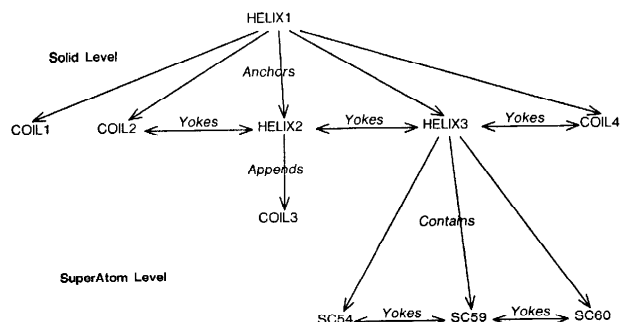 HELIX1
Solid Level
Anchors
COIL1 COIL2 Yokes HELIX2 Yokes HELIX3 Yokes COIL4
Appends
COIL3 Contains
SuperAtom Level
SC54 Yokes SC59 Yokes SC60